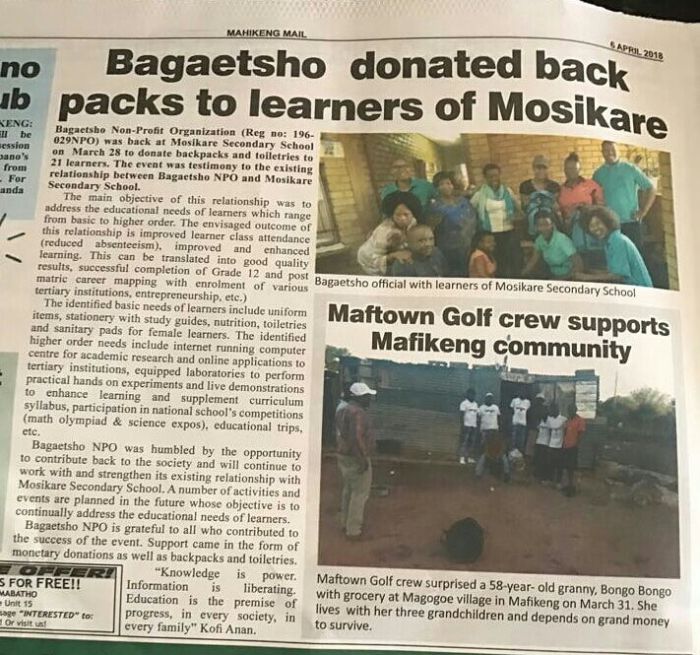 MAHIKENG MAIL
6 APRIL 2018
no
ub
KENG:
ll be
session
pano's
from
. For
anda
Bagaetsho donated back
packs to learners of Mosikare
Bagaetsho Non-Profit Organization (Reg no: 196-
029NPO) was back at Mosikare Secondary School
on March 28 to donate backpacks and toiletries to
21 learners. The event was testimony to the existing
relationship between Bagaetsho NPO and Mosikare
Secondary School.
The main objective of this relationship was to
address the educational needs of learners which range
from basic to higher order. The envisaged outcome of
this relationship is improved learner class attendance
(reduced absenteeism), improved and enhanced
learning. This can be translated into good quality
results, successful completion of Grade 12 and post
matric career mapping with enrolment of various
tertiary institutions, entrepreneurship, etc.)
The identified basic needs of learners include uniform
items, stationery with study guides, nutrition, toiletries
and sanitary pads for female learners. The identified
higher order needs include internet running computer
centre for academic research and online applications to
tertiary institutions, equipped laboratories to perform
practical hands on experiments and live demonstrations
to enhance learning and supplement curriculum
syllabus, participation in national school's competitions
(math olympiad & science expos), educational trips,
etc.
Bagaetsho NPO was humbled by the opportunity
to contribute back to the society and will continue to
work with and strengthen its existing relationship with
Mosikare Secondary School. A number of activities and
events are planned in the future whose objective is to
continually address the educational needs of learners.
Bagaetsho NPO is grateful to all who contributed to
the success of the event. Support came in the form of
monetary donations as well as backpacks and toiletries.
"Knowledge is power.
Information is liberating.
Education is the premise of
progress, in every society, in
every family" Kofi Anan.
Bagaetsho official with learners of Mosikare Secondary School
Maftown Golf crew supports
Mafikeng community
Maftown Golf crew surprised a 58-year- old granny, Bongo Bongo
with grocery at Magogoe village in Mafikeng on March 31. She
lives with her three grandchildren and depends on grand money
to survive.
E OFFER!
S FOR FREE!!
MABATHO
Unit 15
sage "INTERESTED" to:
Or visit us!